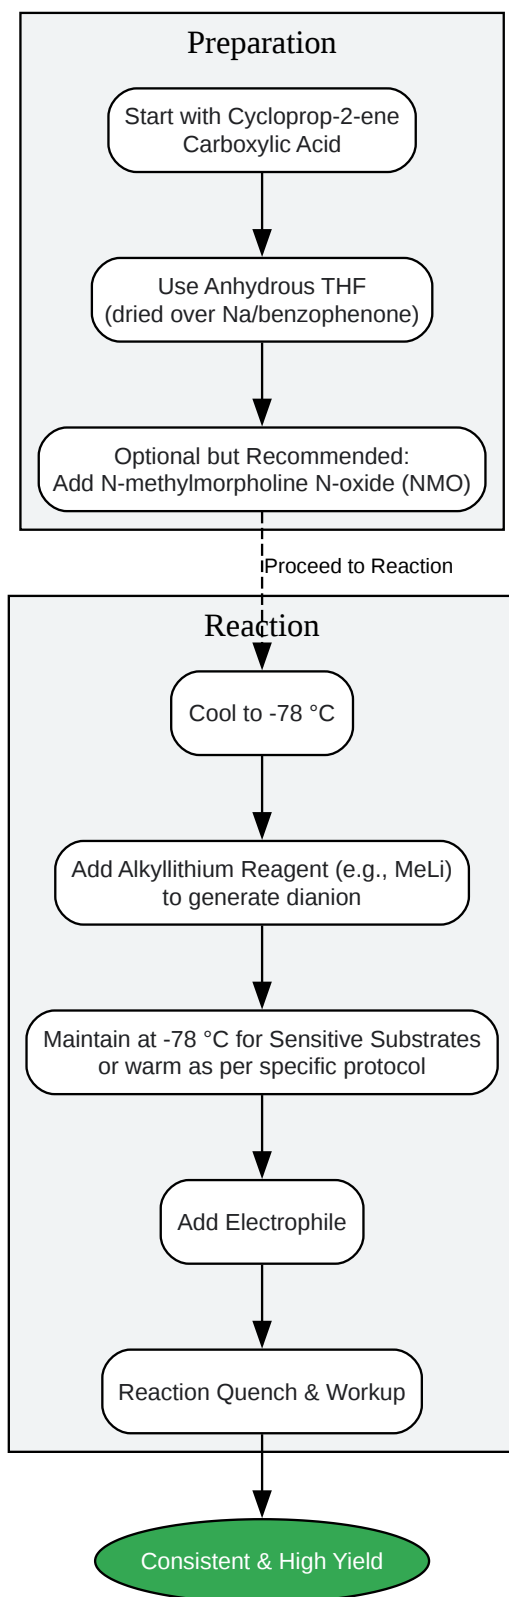 Preparation
Start with Cycloprop-2-ene
Carboxylic Acid
Use Anhydrous THF
(dried over Na/benzophenone)
Optional but Recommended:
Add N-methylmorpholine N-oxide (NMO)
Proceed to Reaction
Reaction
Cool to -78 °C
Add Alkyllithium Reagent (e.g., MeLi)
to generate dianion
Maintain at -78 °C for Sensitive Substrates
or warm as per specific protocol
Add Electrophile
Reaction Quench & Workup
Consistent & High Yield